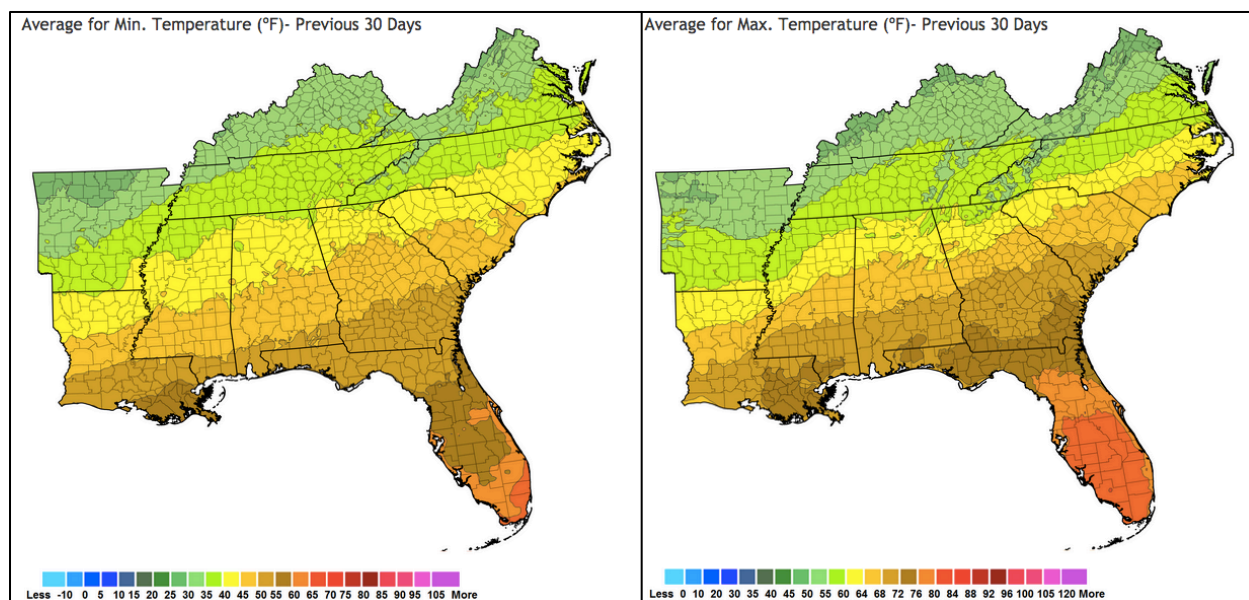 Average for Min. Temperature (°F)- Previous 30 Days
Less -10 0 5 10 15 20 25 30 35 40 45 50 55 60 65 70 75 80 85 90 95 105 More
Average for Max. Temperature (°F)- Previous 30 Days
Less 0 10 20 30 35 40 45 50 55 60 64 68 72 76 80 84 88 92 96 100 105 110 120 More